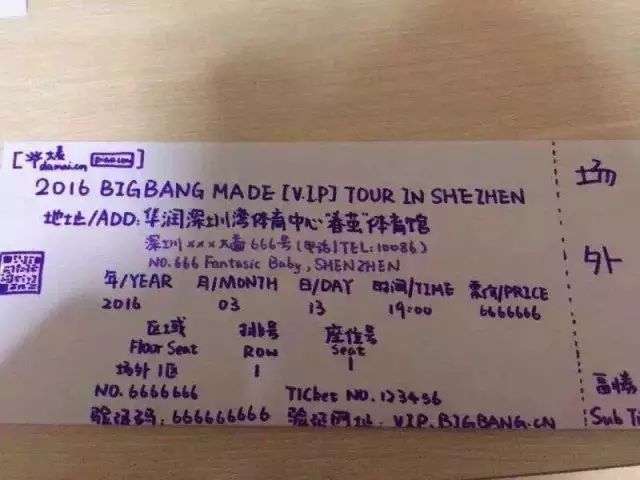 [大麦 damai.cn]
2016 BIGBANG MADE [V.I.P] TOUR IN SHEZHEN
地址/ADD: 华润深圳湾体育中心"春茧"体育馆
深圳×××大道666号(电话/TEL:10086)
NO.666 Fantasic Baby, SHENZHEN
年/YEAR 月/MONTH 日/DAY 时间/TIME 票价/PRICE
2016 03 13 19:00 6666666
区域 排号 座位号
Floor Seat Row Seat
场外1区 1 1
NO. 6666666 Ticket NO. 123456
验证码: 666666666 验证网址: VIP.BIGBANG.CN
场
外
副
Sub Ti